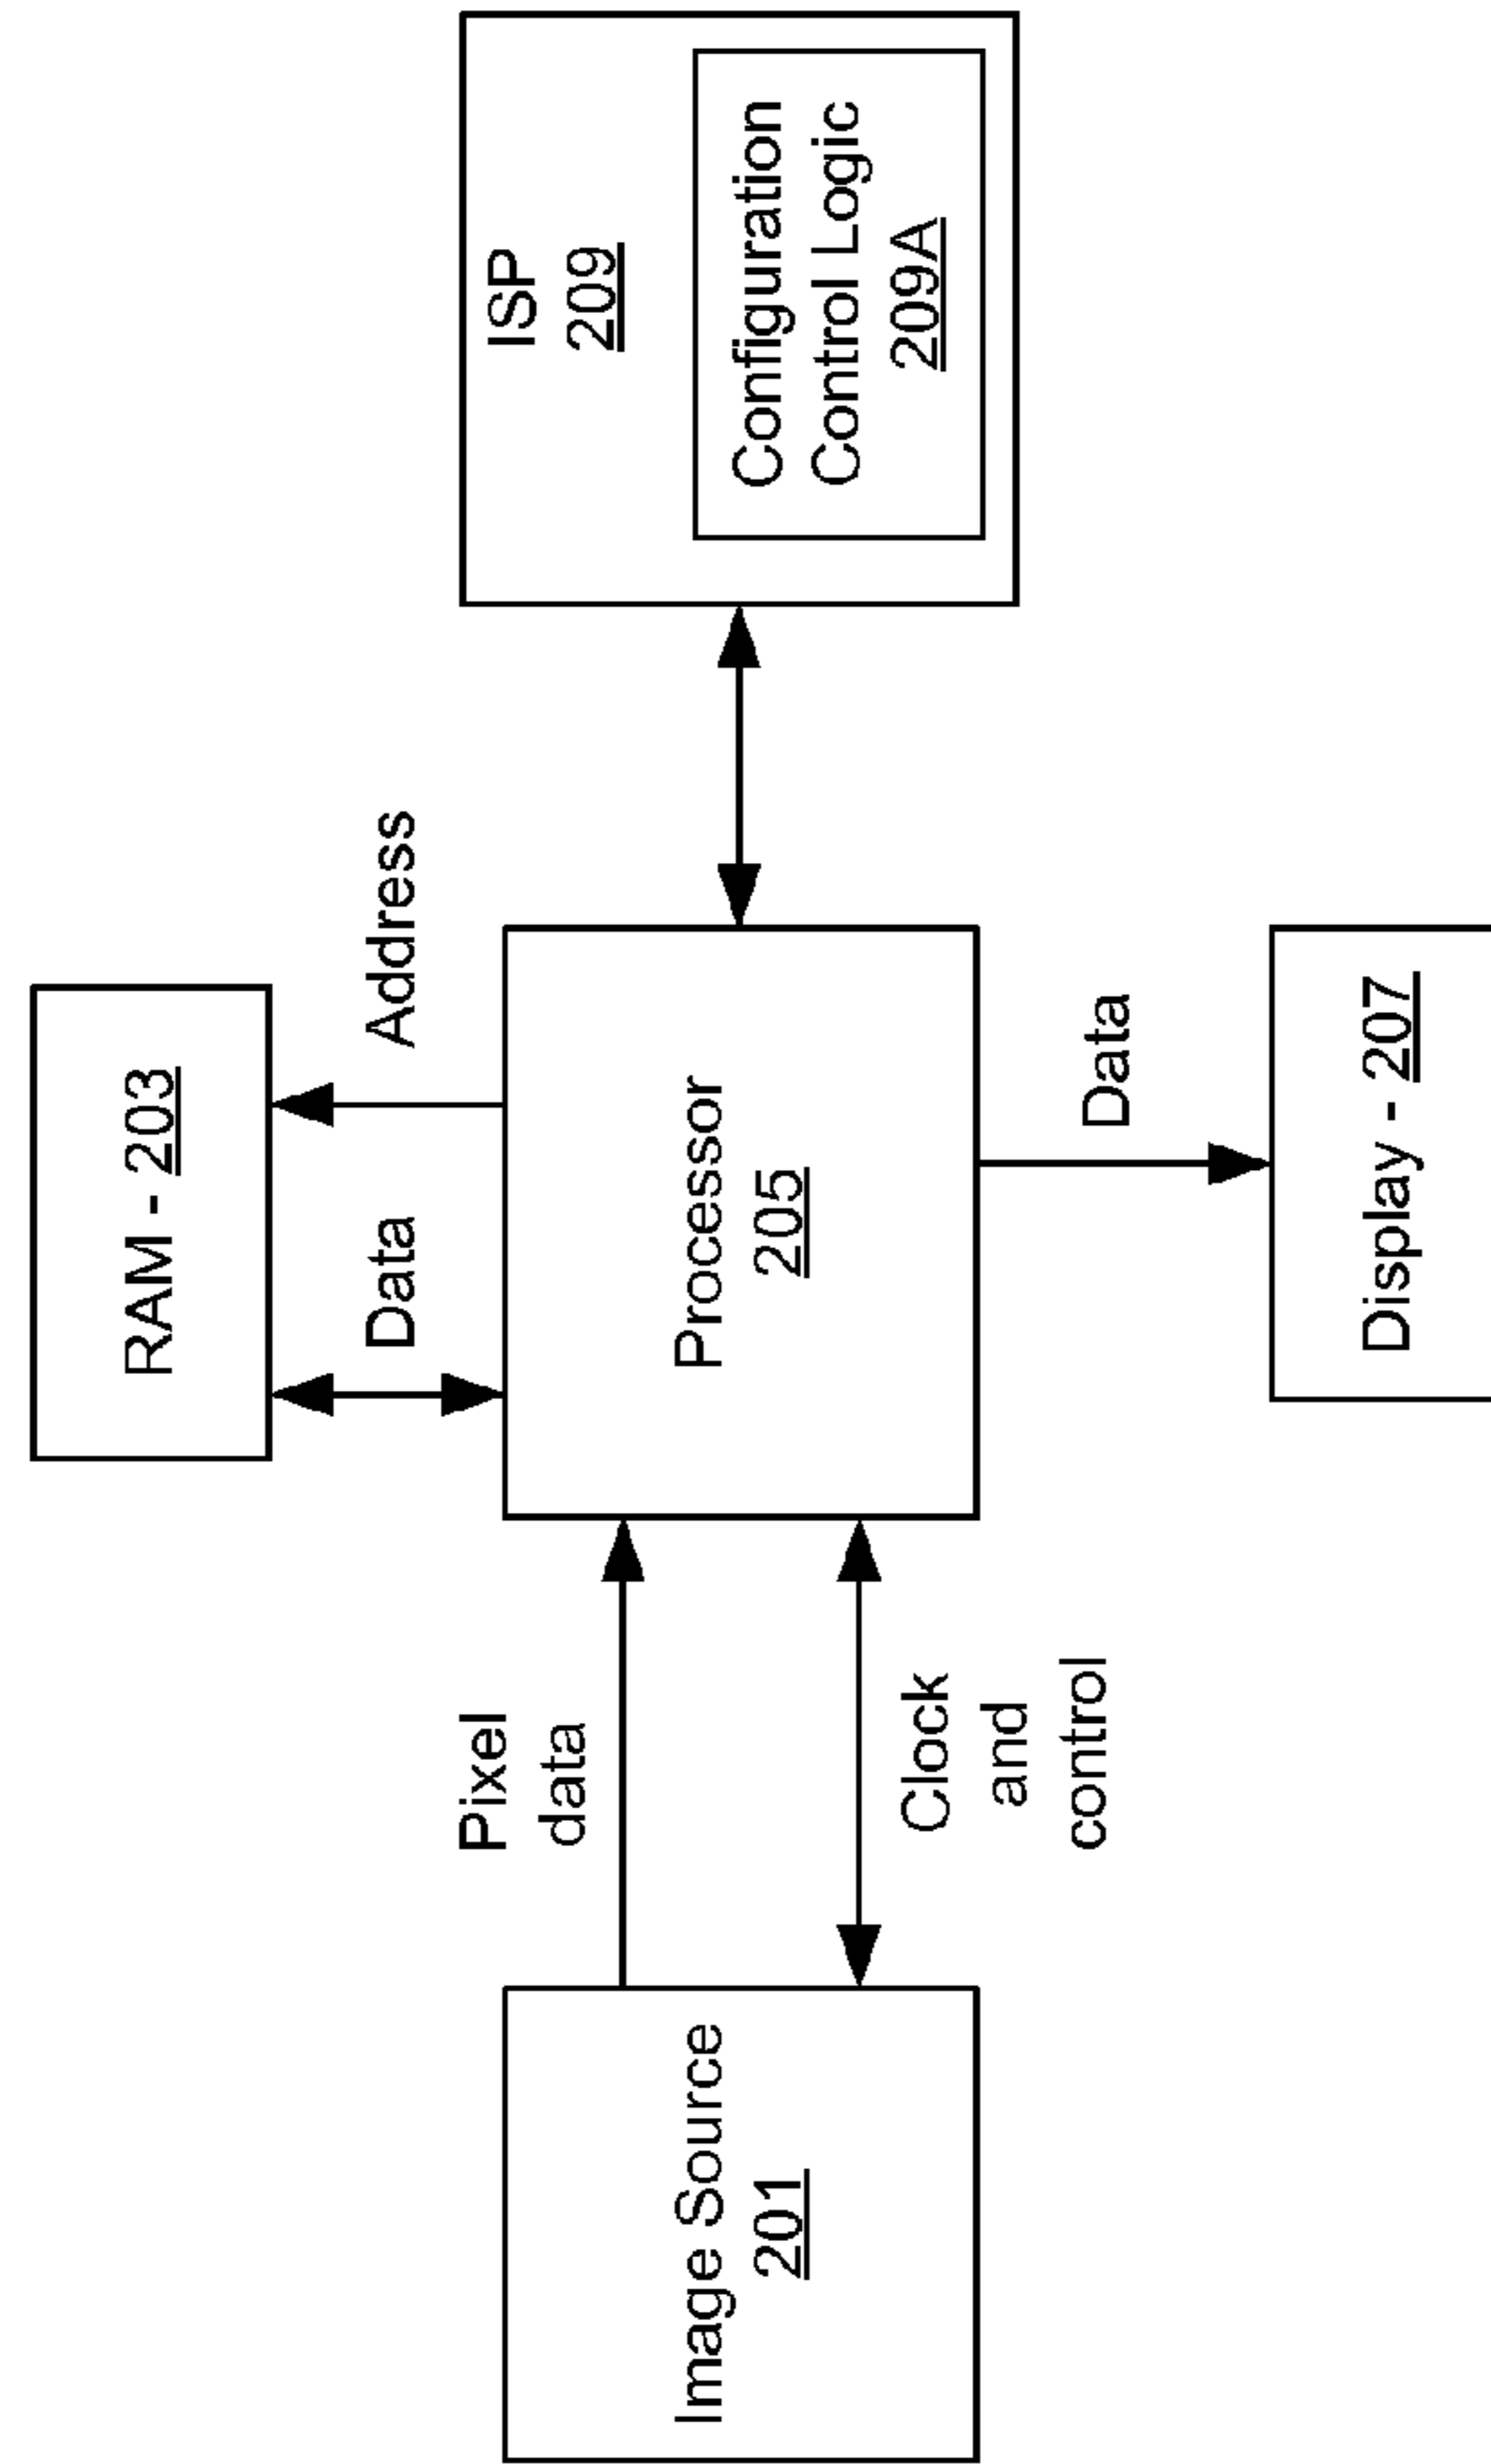 RAM - 203
Data
Address
Image Source
201
Pixel
data
Clock
and
control
Processor
205
ISP
209
Configuration
Control Logic
209A
Data
Display - 207